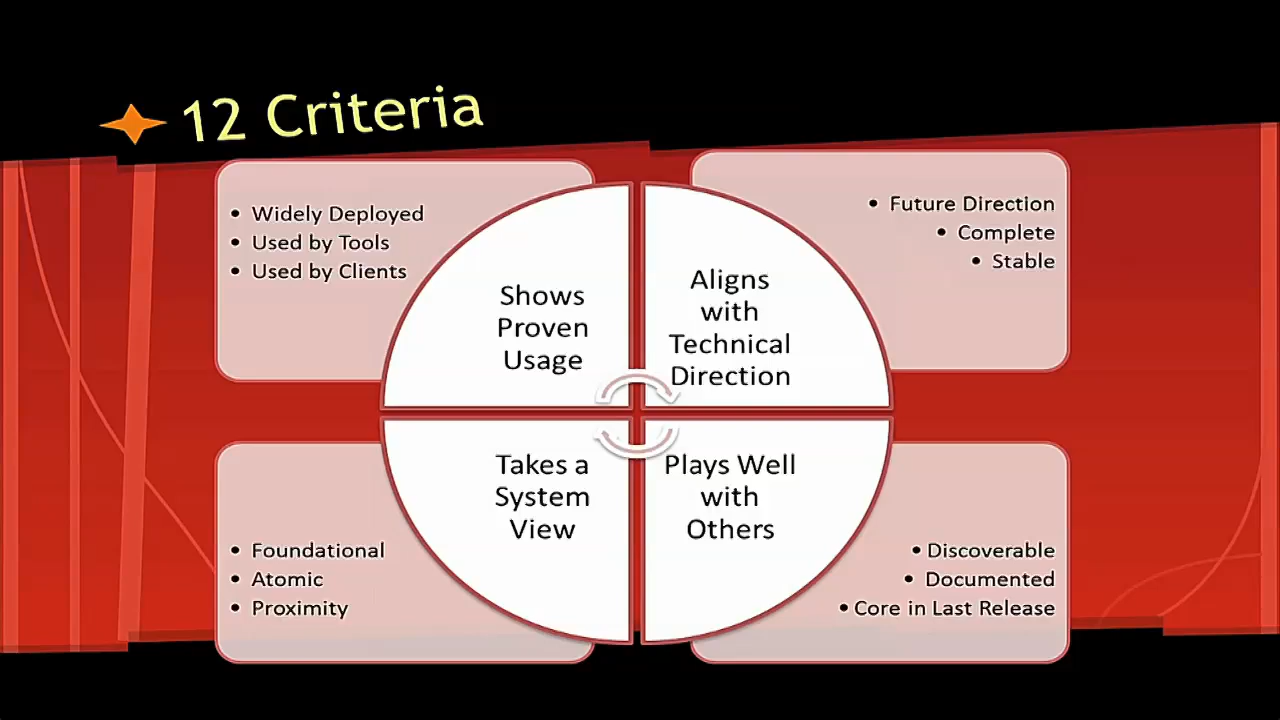 12 Criteria
• Widely Deployed
• Used by Tools
• Used by Clients
Shows
Proven
Usage
Aligns
with
Technical
Direction
• Future Direction
• Complete
• Stable
• Foundational
• Atomic
• Proximity
Takes a
System
View
Plays Well
with
Others
• Discoverable
• Documented
• Core in Last Release